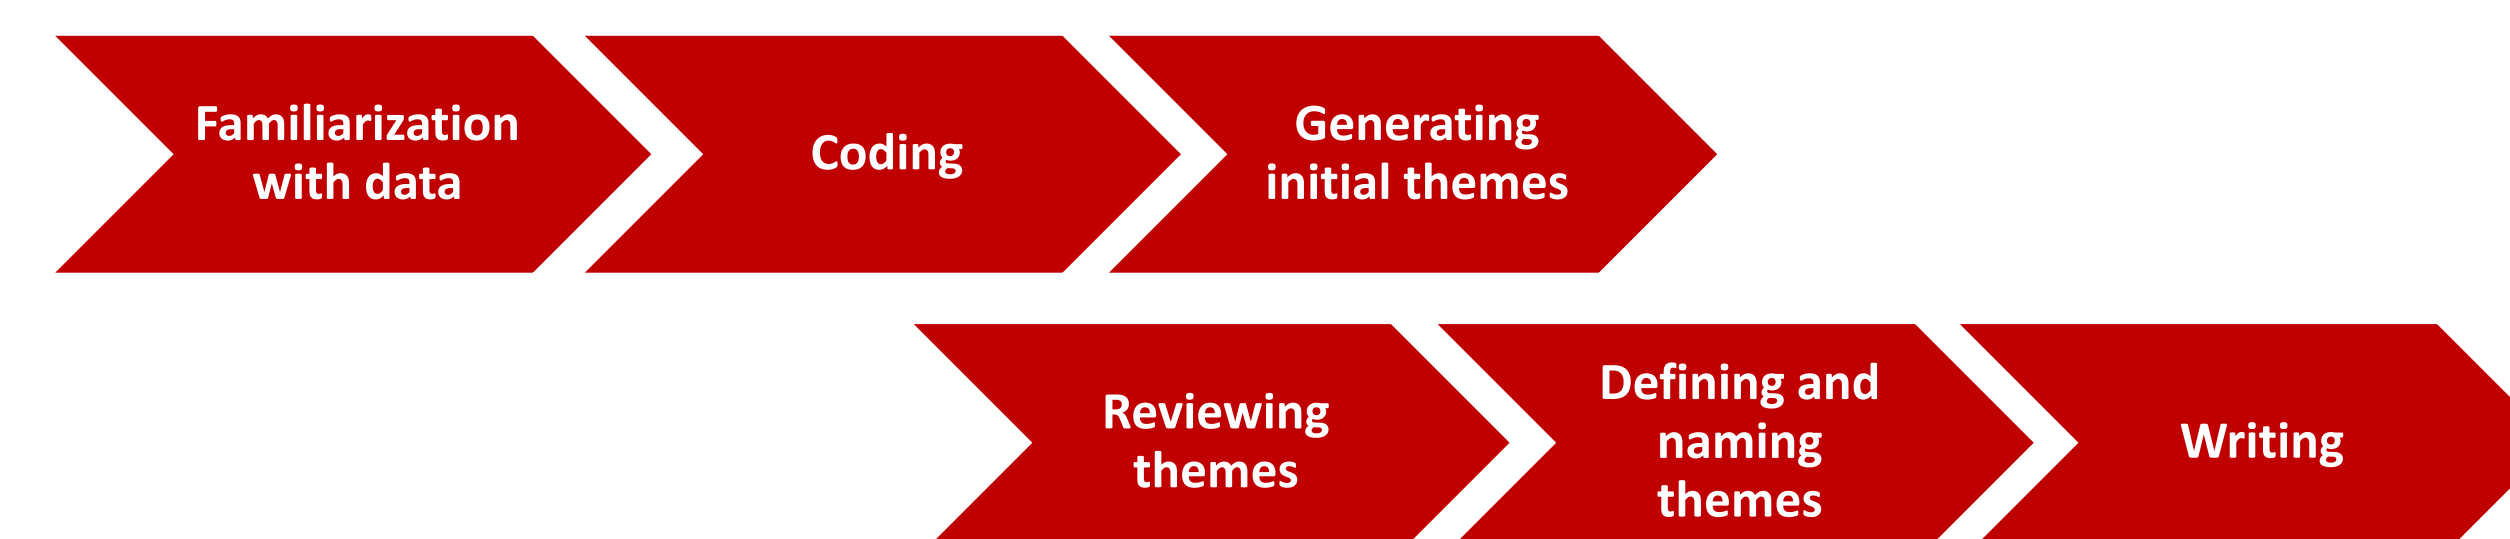 Familiarization
with data
Coding
Generating
initial themes
Reviewing
themes
Defining and
naming
themes
Writing